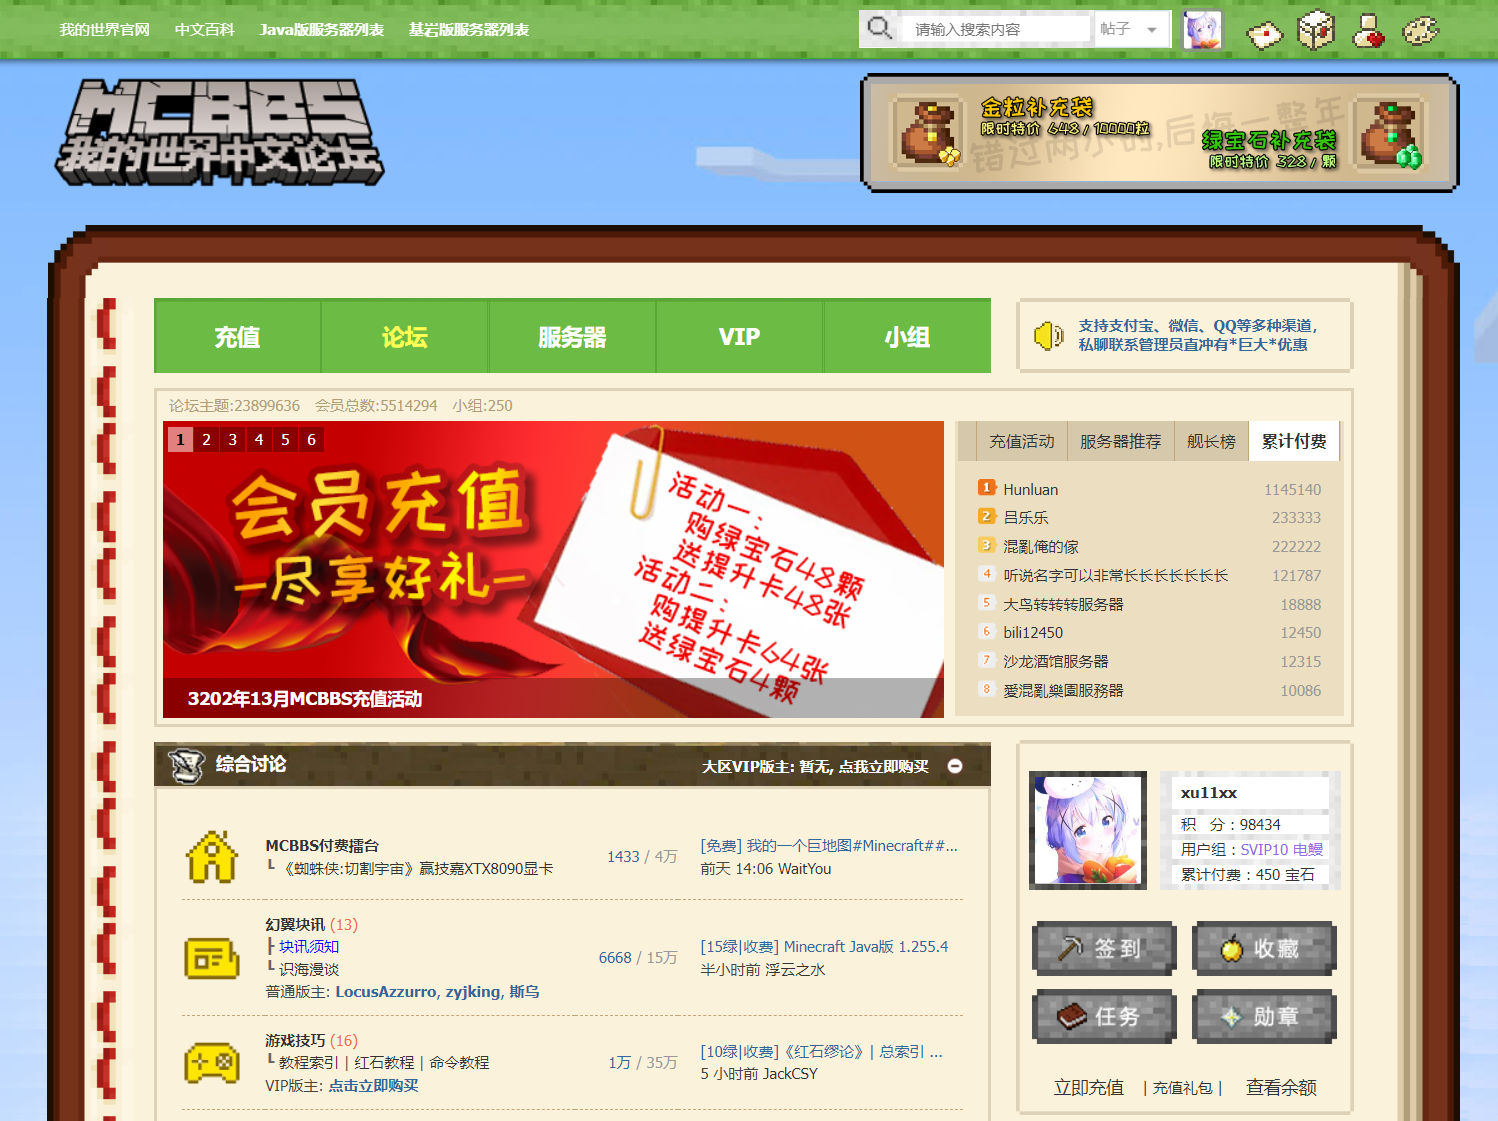 我的世界官网 中文百科 Java版服务器列表 基岩版服务器列表
请输入搜索内容 帖子
MCBBS
我的世界中文论坛
金粒补充袋
限时特价 648 / 10000粒
错过两小时,后悔一整年
绿宝石补充袋
限时特价 328 / 颗
充值 论坛 服务器 VIP 小组
支持支付宝、微信、QQ等多种渠道,
私聊联系管理员直冲有*巨大*优惠
论坛主题:23899636 会员总数:5514294 小组:250
1 2 3 4 5 6
会员充值
—尽享好礼—
活动一：
购绿宝石48颗
送提升卡48张
活动二：
购提升卡64张
送绿宝石4颗
3202年13月MCBBS充值活动
充值活动 服务器推荐 舰长榜 累计付费
1 Hunluan 1145140
2 吕乐乐 233333
3 混亂俺的傢 222222
4 听说名字可以非常长长长长长长长 121787
5 大鸟转转转服务器 18888
6 bili12450 12450
7 沙龙酒馆服务器 12315
8 愛混亂樂園服務器 10086
综合讨论
大区VIP版主: 暂无, 点我立即购买
MCBBS付费擂台
┗ 《蜘蛛侠:切割宇宙》赢技嘉XTX8090显卡
1433 / 4万
[免费] 我的一个巨地图#Minecraft##...
前天 14:06 WaitYou
幻翼块讯 (13)
┣ 块讯须知
┗ 识海漫谈
普通版主: LocusAzzurro, zyjking, 斯乌
6668 / 15万
[15绿|收费] Minecraft Java版 1.255.4
半小时前 浮云之水
游戏技巧 (16)
┗ 教程索引 | 红石教程 | 命令教程
VIP版主: 点击立即购买
1万 / 35万
[10绿|收费]《红石缪论》| 总索引 ...
5 小时前 JackCSY
xu11xx
积 分：98434
用户组：SVIP10 电鳗
累计付费：450 宝石
签到 收藏
任务 勋章
立即充值 | 充值礼包 | 查看余额